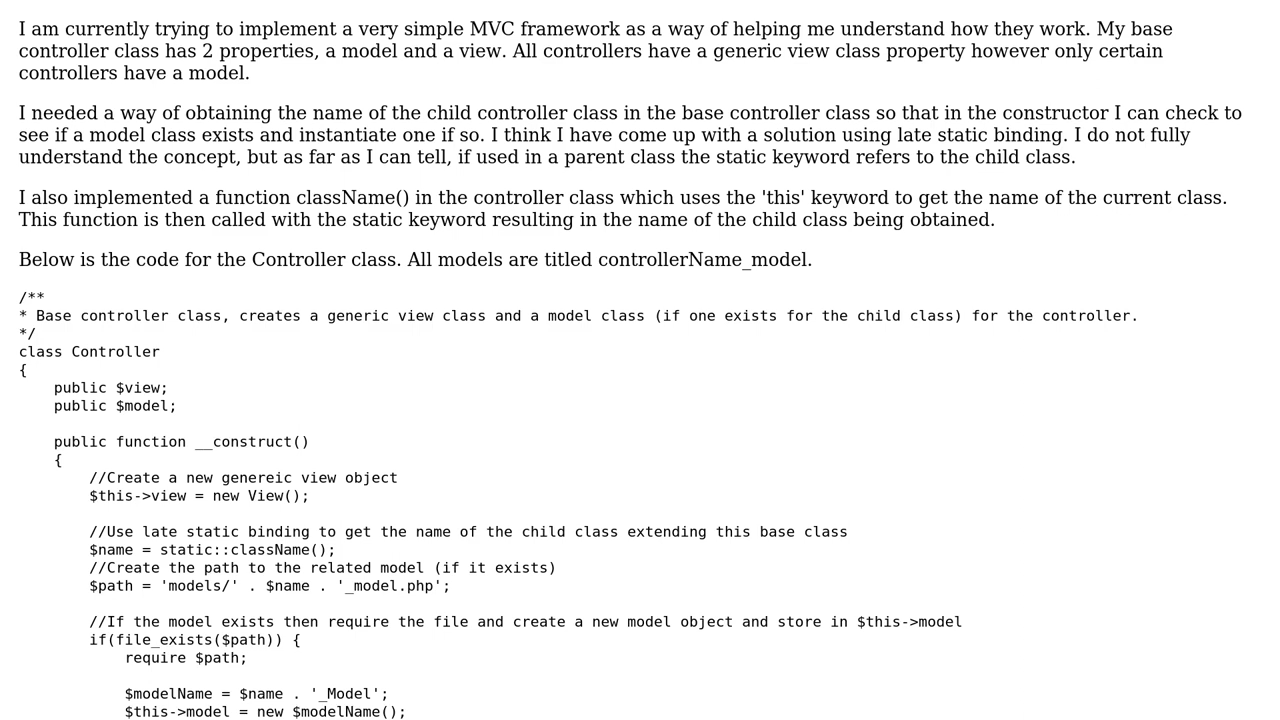 I am currently trying to implement a very simple MVC framework as a way of helping me understand how they work. My base
controller class has 2 properties, a model and a view. All controllers have a generic view class property however only certain
controllers have a model.
I needed a way of obtaining the name of the child controller class in the base controller class so that in the constructor I can check to
see if a model class exists and instantiate one if so. I think I have come up with a solution using late static binding. I do not fully
understand the concept, but as far as I can tell, if used in a parent class the static keyword refers to the child class.
I also implemented a function className() in the controller class which uses the 'this' keyword to get the name of the current class.
This function is then called with the static keyword resulting in the name of the child class being obtained.
Below is the code for the Controller class. All models are titled controllerName_model.
/**
* Base controller class, creates a generic view class and a model class (if one exists for the child class) for the controller.
*/
class Controller
{
    public $view;
    public $model;

    public function __construct()
    {
        //Create a new genereic view object
        $this->view = new View();

        //Use late static binding to get the name of the child class extending this base class
        $name = static::className();
        //Create the path to the related model (if it exists)
        $path = 'models/' . $name . '_model.php';

        //If the model exists then require the file and create a new model object and store in $this->model
        if(file_exists($path)) {
            require $path;

            $modelName = $name . '_Model';
            $this->model = new $modelName();